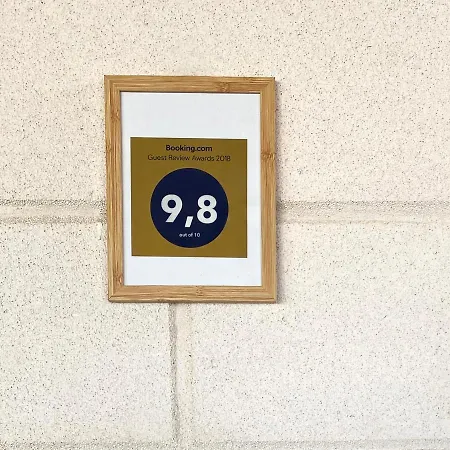 Booking.com
Guest Review Awards 2018
9,8
out of 10